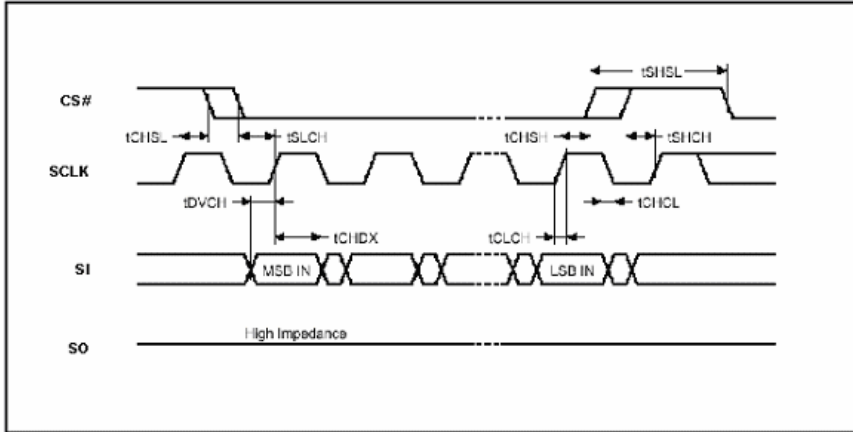 tSHSL
CS#
tCHSL
tSLCH
tCHSH
tSHCH
SCLK
tDVCH
tCHCL
tCHDX
tCLCH
SI
MSB IN
LSB IN
High Impedance
SO